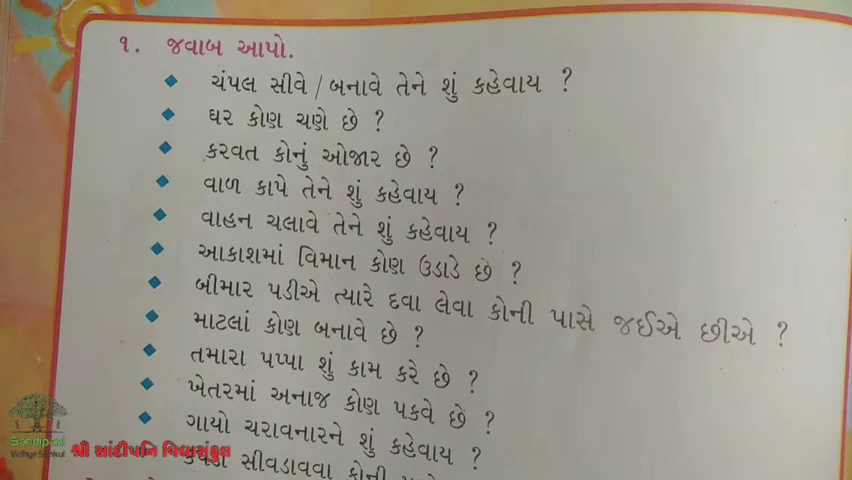 ૧. જવાબ આપો.
ચંપલ સીવે / બનાવે તેને શું કહેવાય ?
ઘર કોણ ચણે છે ?
કરવત કોનું ઓજાર છે ?
વાળ કાપે તેને શું કહેવાય ?
વાહન ચલાવે તેને શું કહેવાય ?
આકાશમાં વિમાન કોણ ઉડાડે છે ?
બીમાર પડીએ ત્યારે દવા લેવા કોની પાસે જઈએ છીએ ?
માટલાં કોણ બનાવે છે ?
તમારા પપ્પા શું કામ કરે છે ?
ખેતરમાં અનાજ કોણ પકવે છે ?
ગાયો ચરાવનારને શું કહેવાય ?
સીવડાવવા કોની
Sandipani
Vidhya Sankul
શ્રી સાંદીપનિ વિદ્યાસંકુલ